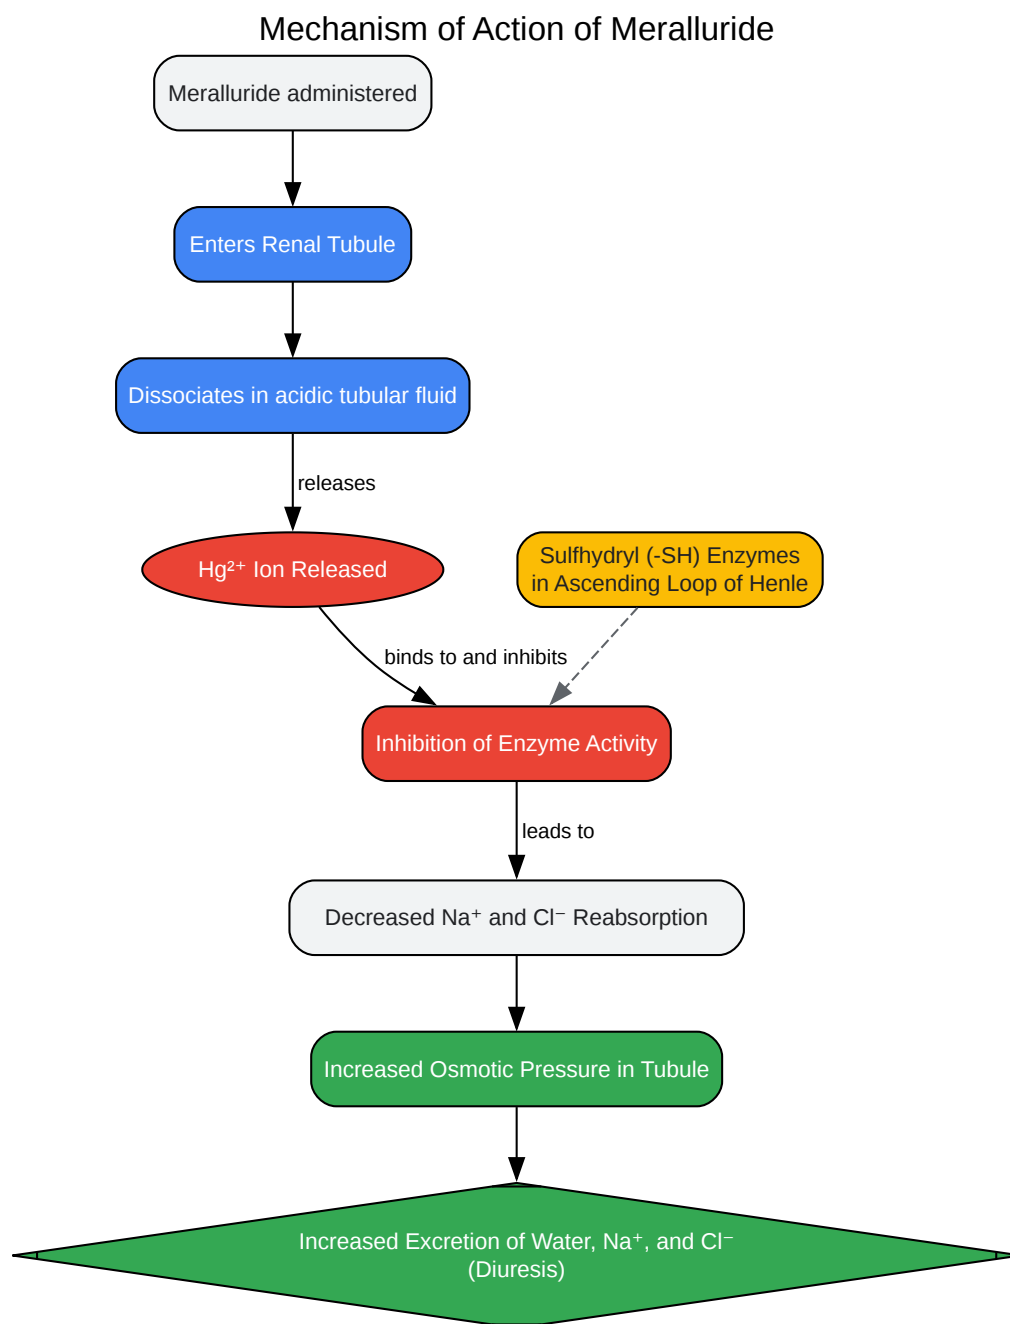 Mechanism of Action of Meralluride
Meralluride administered
Enters Renal Tubule
Dissociates in acidic tubular fluid
releases
Hg²⁺ Ion Released
Sulfhydryl (-SH) Enzymes
in Ascending Loop of Henle
binds to and inhibits
Inhibition of Enzyme Activity
leads to
Decreased Na⁺ and Cl⁻ Reabsorption
Increased Osmotic Pressure in Tubule
Increased Excretion of Water, Na⁺, and Cl⁻
(Diuresis)